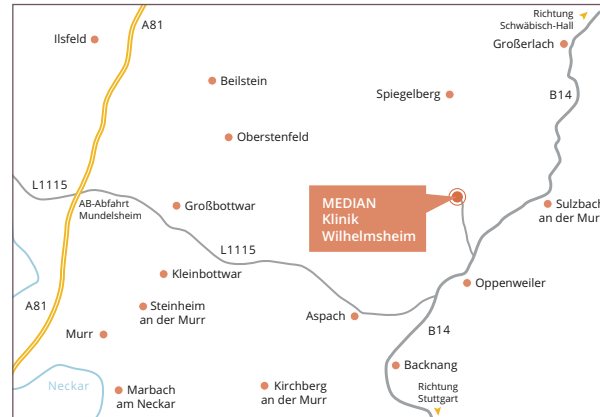 Richtung
Schwäbisch-Hall
A81
Ilsfeld
Großerlach
Beilstein
Spiegelberg
B14
Oberstenfeld
L1115
AB-Abfahrt
Mundelsheim
Großbottwar
MEDIAN
Klinik
Wilhelmsheim
Sulzbach
an der Murr
L1115
Kleinbottwar
Oppenweiler
A81
Steinheim
an der Murr
Aspach
Murr
B14
Backnang
Neckar
Marbach
am Neckar
Kirchberg
an der Murr
Richtung
Stuttgart